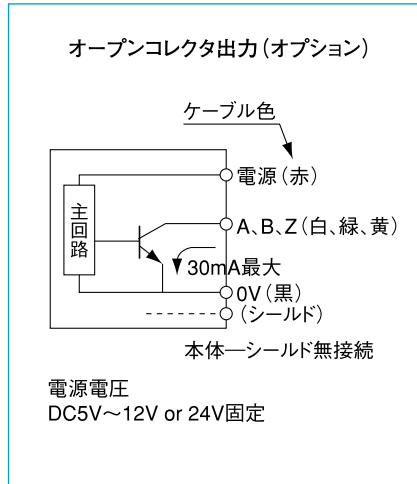 オープンコレクタ出力（オプション）
ケーブル色
電源（赤）
主回路
A、B、Z（白、緑、黄）
30mA最大
0V（黒）
（シールド）
本体―シールド無接続
電源電圧
DC5V～12V or 24V固定